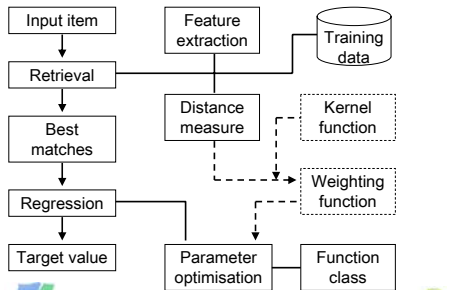 Input item
Feature
extraction
Training
data
Retrieval
Distance
measure
Kernel
function
Best
matches
Weighting
function
Regression
Target value
Parameter
optimisation
Function
class